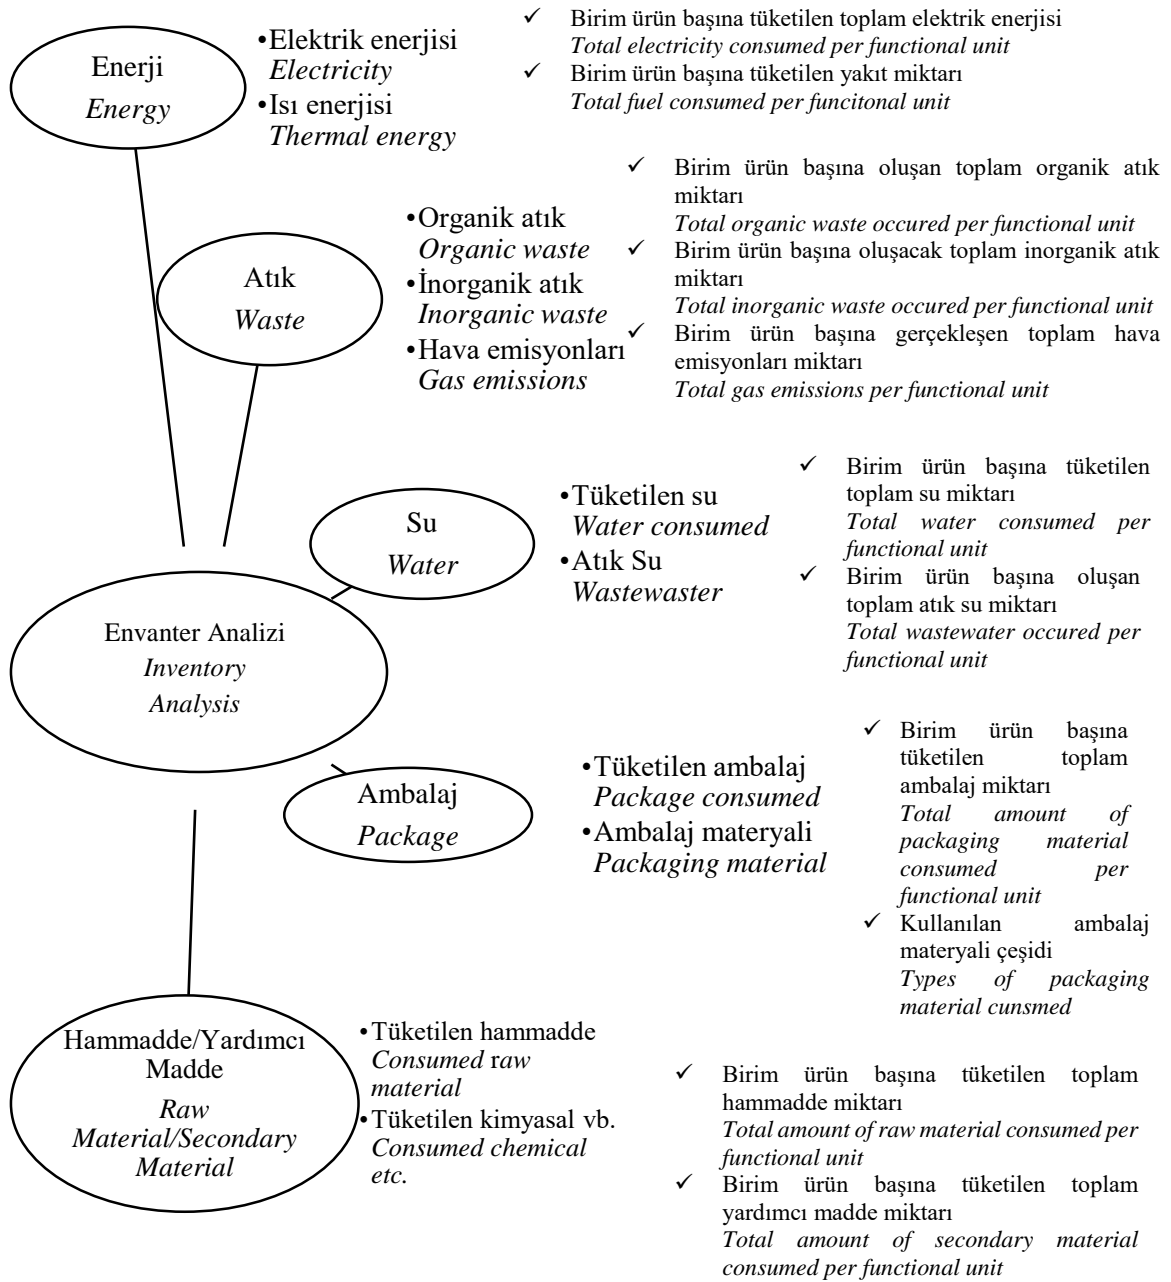 Enerji
Energy
•Elektrik enerjisi
Electricity
•Isı enerjisi
Thermal energy
✓ Birim ürün başına tüketilen toplam elektrik enerjisi
Total electricity consumed per functional unit
✓ Birim ürün başına tüketilen yakıt miktarı
Total fuel consumed per funcitonal unit
Atık
Waste
•Organik atık
Organic waste
•İnorganik atık
Inorganic waste
•Hava emisyonları
Gas emissions
✓ Birim ürün başına oluşan toplam organik atık
miktarı
Total organic waste occured per functional unit
✓ Birim ürün başına oluşacak toplam inorganik atık
miktarı
Total inorganic waste occured per functional unit
✓ Birim ürün başına gerçekleşen toplam hava
emisyonları miktarı
Total gas emissions per functional unit
Su
Water
•Tüketilen su
Water consumed
•Atık Su
Wastewaster
✓ Birim ürün başına tüketilen
toplam su miktarı
Total water consumed per
functional unit
✓ Birim ürün başına oluşan
toplam atık su miktarı
Total wastewater occured per
functional unit
Envanter Analizi
Inventory
Analysis
Ambalaj
Package
•Tüketilen ambalaj
Package consumed
•Ambalaj materyali
Packaging material
✓ Birim ürün başına
tüketilen toplam
ambalaj miktarı
Total amount of
packaging material
consumed per
functional unit
✓ Kullanılan ambalaj
materyali çeşidi
Types of packaging
material cunsmed
Hammadde/Yardımcı
Madde
Raw
Material/Secondary
Material
•Tüketilen hammadde
Consumed raw
material
•Tüketilen kimyasal vb.
Consumed chemical
etc.
✓ Birim ürün başına tüketilen toplam
hammadde miktarı
Total amount of raw material consumed per
functional unit
✓ Birim ürün başına tüketilen toplam
yardımcı madde miktarı
Total amount of secondary material
consumed per functional unit